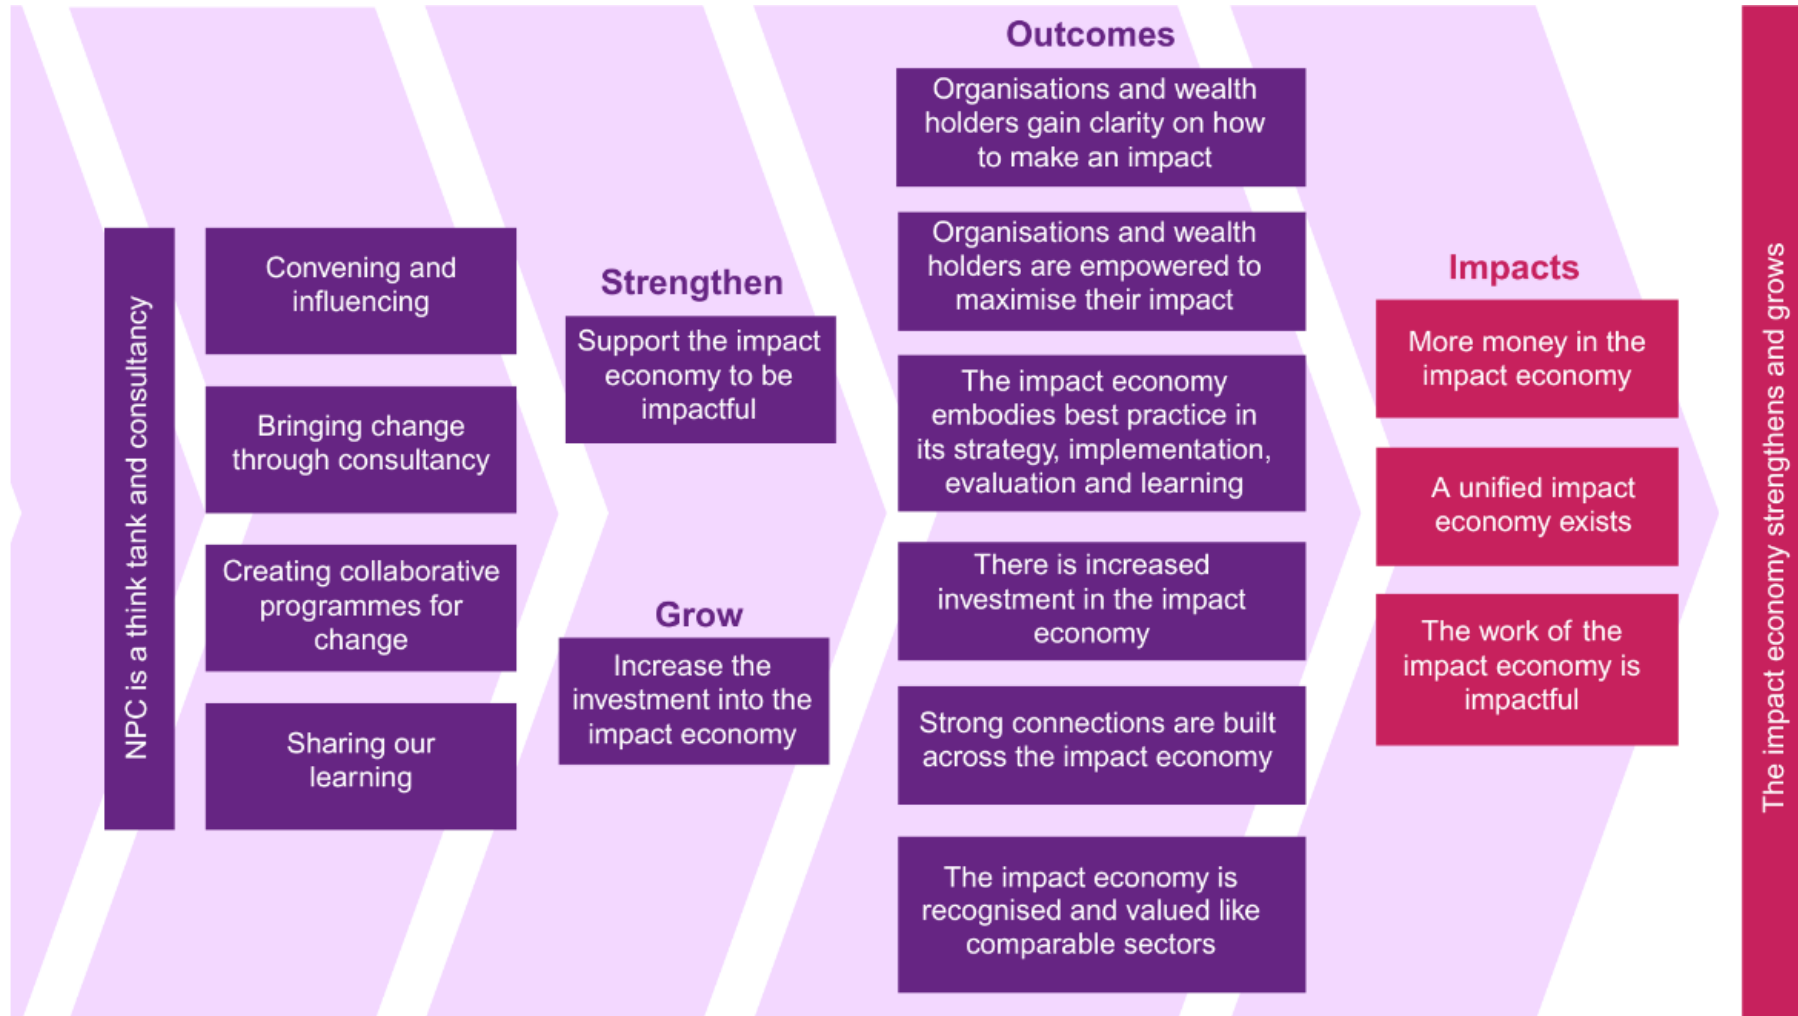 NPC is a think tank and consultancy
Convening and
influencing
Bringing change
through consultancy
Creating collaborative
programmes for
change
Sharing our
learning
Strengthen
Support the impact
economy to be
impactful
Grow
Increase the
investment into the
impact economy
Outcomes
Organisations and wealth
holders gain clarity on how
to make an impact
Organisations and wealth
holders are empowered to
maximise their impact
The impact economy
embodies best practice in
its strategy, implementation,
evaluation and learning
There is increased
investment in the impact
economy
Strong connections are built
across the impact economy
The impact economy is
recognised and valued like
comparable sectors
Impacts
More money in the
impact economy
A unified impact
economy exists
The work of the
impact economy is
impactful
The impact economy strengthens and grows